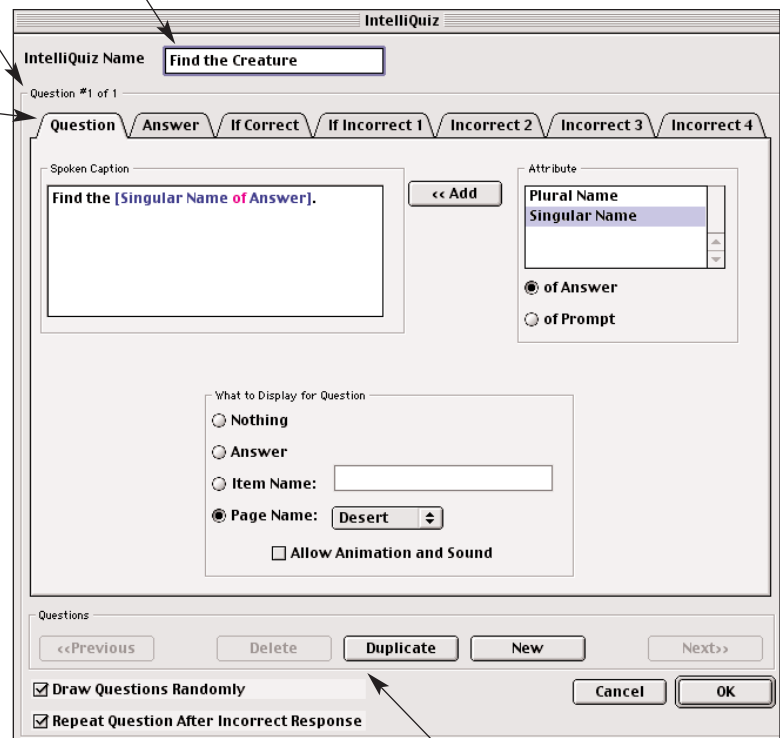 IntelliQuiz
IntelliQuiz Name Find the Creature
Question #1 of 1
Question Answer If Correct If Incorrect 1 Incorrect 2 Incorrect 3 Incorrect 4
Spoken Caption
Find the [Singular Name of Answer].
<< Add
Attribute
Plural Name
Singular Name
of Answer
of Prompt
What to Display for Question
Nothing
Answer
Item Name:
Page Name: Desert
Allow Animation and Sound
Questions
<<Previous Delete Duplicate New Next>>
Draw Questions Randomly
Cancel OK
Repeat Question After Incorrect Response